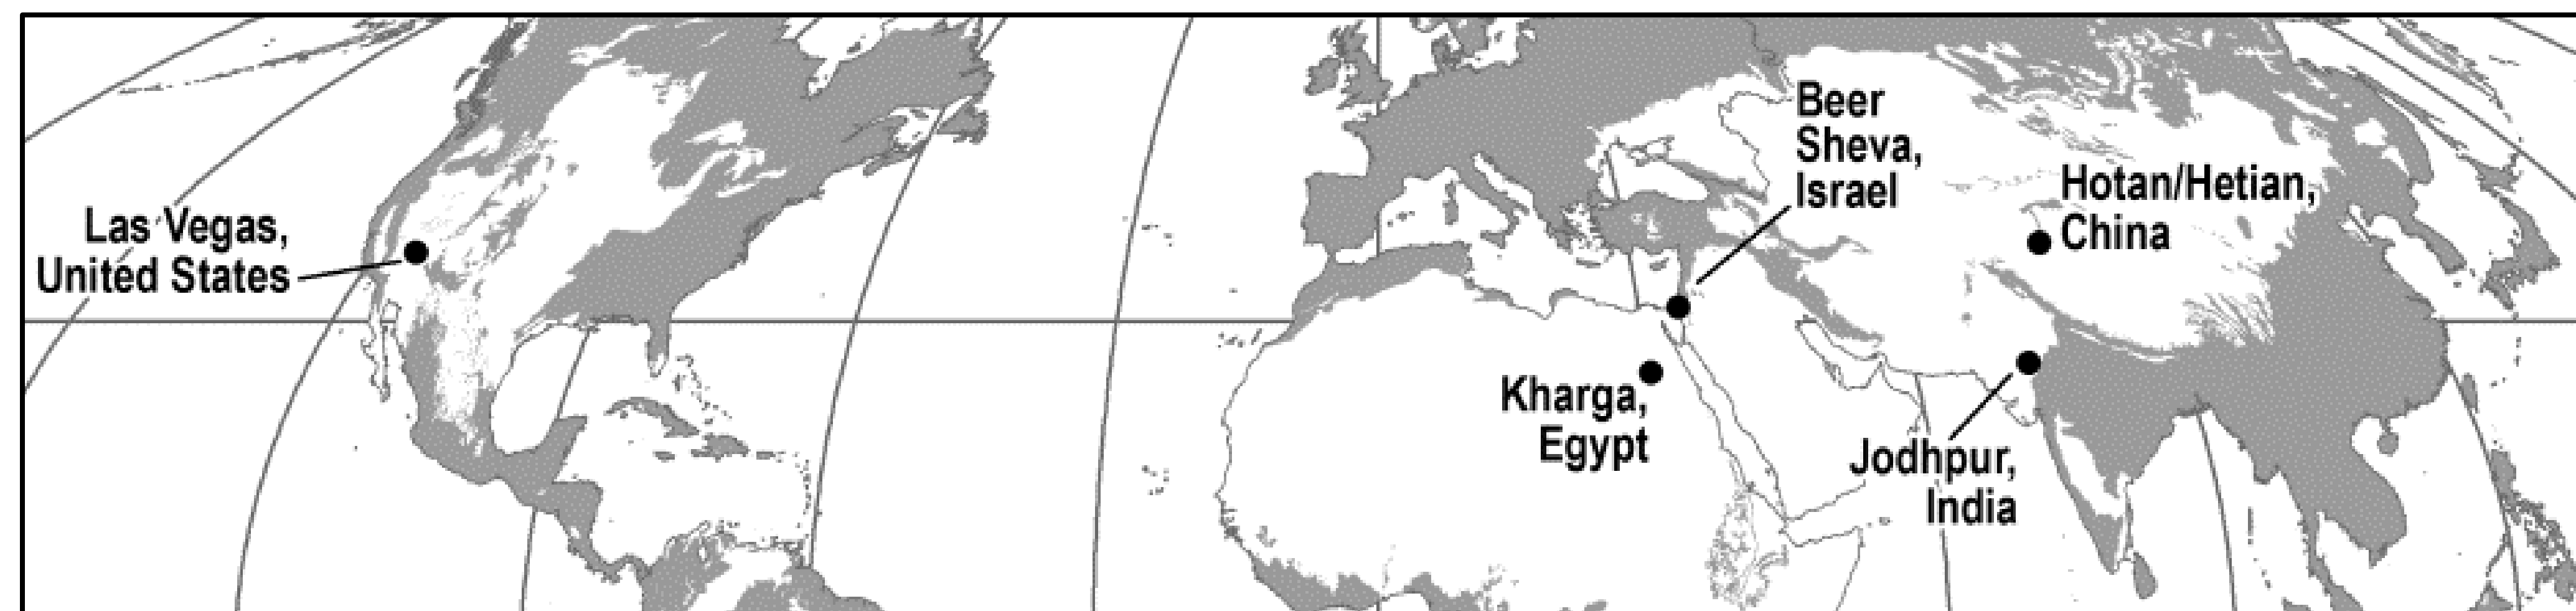 Las Vegas,
United States
Beer
Sheva,
Israel
Hotan/Hetian,
China
Kharga,
Egypt
Jodhpur,
India